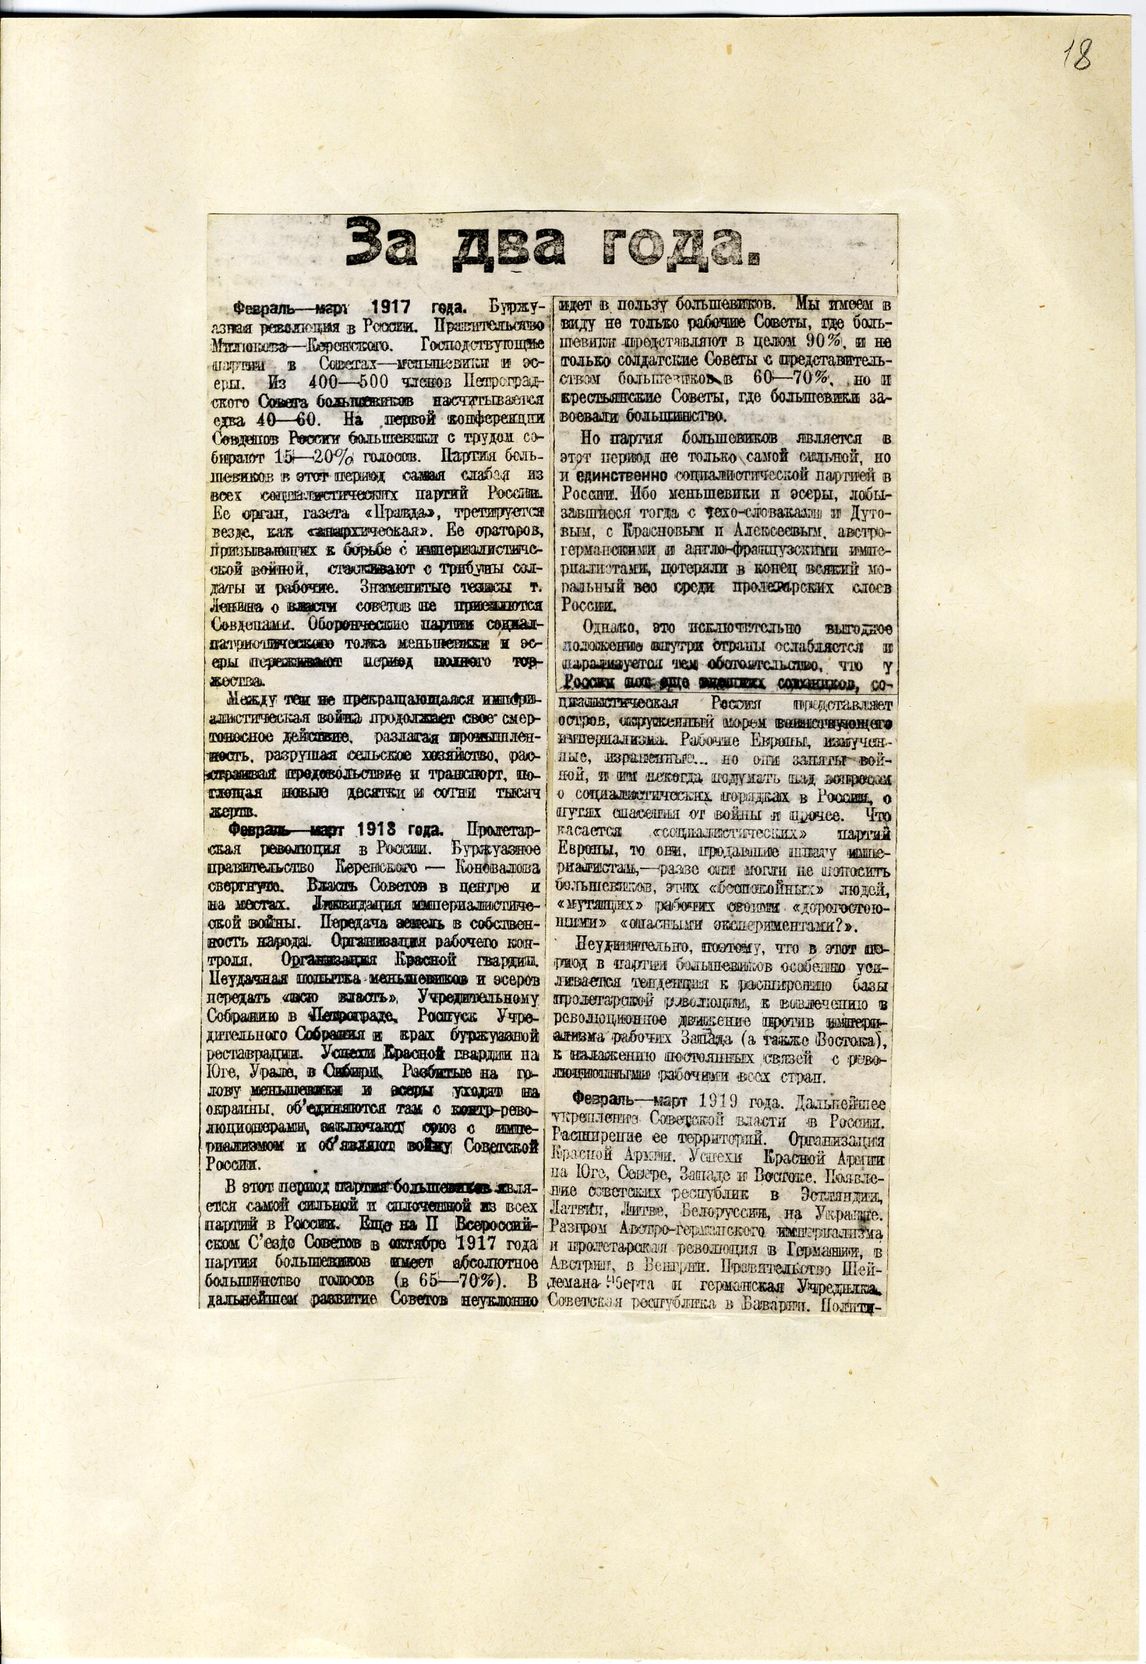 18
За два года.
Февраль—март 1917 года. Буржу-
азная революция в России. Правительство
Милюкова—Керенского. Господствующие
партии в Советах—меньшевики и эс-
еры. Из 400—500 членов Петроград-
ского Совета большевиков насчитывается
едва 40—60. На первой конференции
Совдепов России большевики с трудом со-
бирают 15—20% голосов. Партия боль-
шевиков в этот период самая слабая из
всех социалистических партий России.
Ее орган, газета «Правда», третируется
везде, как «анархическая». Ее ораторов,
призывающих к борьбе с империалистиче-
ской войной, стаскивают с трибуны сол-
даты и рабочие. Знаменитые тезисы т.
Ленина о власти советов не приемлются
Совдепами. Оборонческие партии социал-
патриотического толка меньшевики и эс-
еры переживают период полного тор-
жества.
Между тем не прекращающаяся импери-
алистическая война продолжает свое смер-
тоносное действие, разлагая промышлен-
ность, разрушая сельское хозяйство, рас-
страивая продовольствие и транспорт, по-
глощая новые десятки и сотни тысяч
жертв.
Февраль—март 1918 года. Пролетар-
ская революция в России. Буржуазное
правительство Керенского — Коновалова
свергнуто. Власть Советов в центре и
на местах. Ликвидация империалистиче-
ской войны. Передача земель в собствен-
ность народа. Организация рабочего кон-
троля. Организация Красной гвардии.
Неудачная попытка меньшевиков и эсеров
передать «всю власть» Учредительному
Собранию в Петрограде. Роспуск Учре-
дительного Собрания и крах буржуазной
реставрации. Успехи Красной гвардии на
Юге, Урале, в Сибири. Разбитые на го-
лову меньшевики и эсеры уходят на
окраины, об'единяются там с контр-рево-
люционерами, заключают союз с импе-
риализмом и об'являют войну Советской
России.
В этот период партия большевиков явля-
ется самой сильной и сплоченной из всех
партий в России. Еще на II Всероссий-
ском С'езде Советов в октябре 1917 года
партия большевиков имеет абсолютное
большинство голосов (в 65—70%). В
дальнейшем развитие Советов неуклонно
идет в пользу большевиков. Мы имеем в
виду не только рабочие Советы, где боль-
шевики представляют в целом 90%, и не
только солдатские Советы с представитель-
ством большевиков в 60—70%, но и
крестьянские Советы, где большевики за-
воевали большинство.
Но партия большевиков является в
этот период не только самой сильной, но
и единственно социалистической партией в
России. Ибо меньшевики и эсеры, лобы-
завшиеся тогда с чехо-словаками и Дуто-
вым, с Красновым и Алексеевым, австро-
германскими и англо-французскими импе-
риалистами, потеряли в конец всякий мо-
ральный вес среди пролетарских слоев
России.
Однако, это исключительно выгодное
положение внутри страны ослабляется и
парализуется тем обстоятельство, что у
России нет еще внешних союзников, со-
циалистическая Россия представляет
остров, окруженный морем воинствующего
империализма. Рабочие Европы, измучен-
ные, израненные... но они заняты вой-
ной, и им некогда подумать над вопросом
о социалистических порядках в России, о
путях спасения от войны и прочее. Что
касается «социалистических» партий
Европы, то они, продавшие шпагу импе-
риалистам,—разве они могли не поносить
большевиков, этих «беспокойных» людей,
«мутящих» рабочих своими «дорогостою-
щими» «опасными экспериментами?».
Неудивительно, поэтому, что в этот пе-
риод в партии большевиков особенно уси-
ливается тенденция к расширению базы
пролетарской революции, к вовлечению в
революционное движение против импери-
ализма рабочих Запада (а также Востока),
к налажению постоянных связей с рево-
люционными рабочими всех стран.
Февраль—март 1919 года. Дальнейшее
укрепление Советской власти в России.
Расширение ее территорий. Организация
Красной Армии. Успехи Красной Армии
на Юге, Севере, Западе и Востоке. Появле-
ние советских республик в Эстляндии,
Латвии, Литве, Белоруссии, на Украине.
Разгром Австро-германского империализма
и пролетарская революция в Германии, в
Австрии, в Венгрии. Правительство Шей-
демана Эберта и германская Учредилка.
Советская республика в Баварии. Полити-